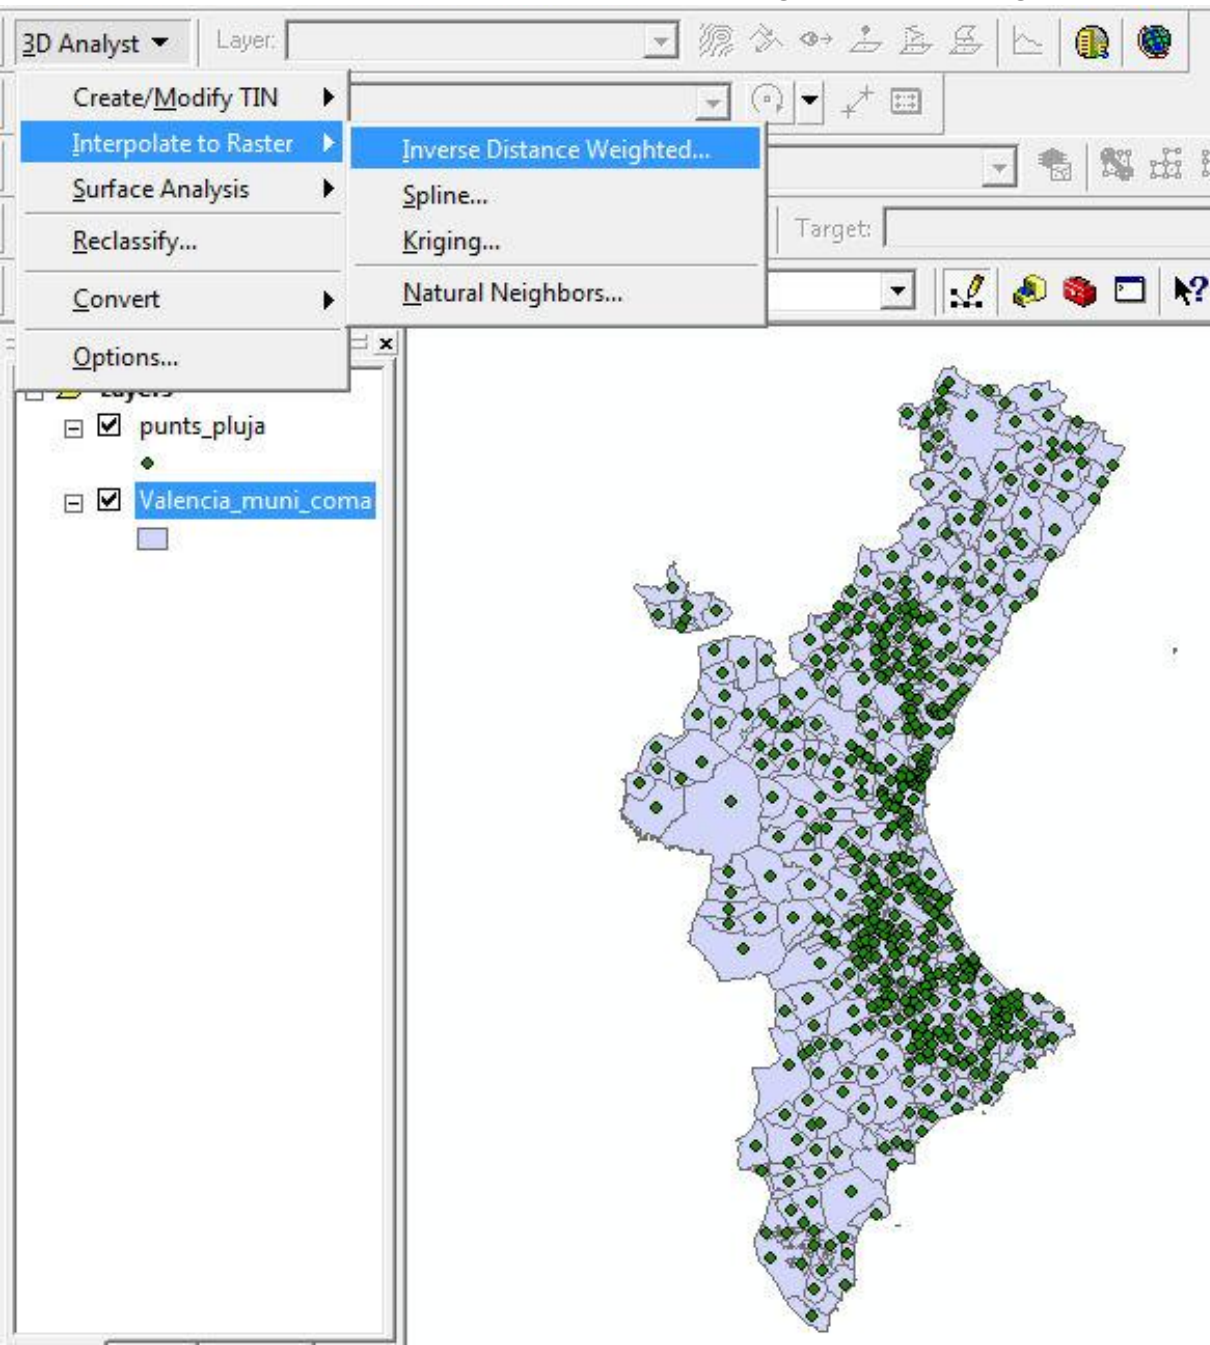 3D Analyst
Layer:
Create/Modify TIN
Interpolate to Raster
Surface Analysis
Reclassify...
Convert
Options...
Inverse Distance Weighted...
Spline...
Kriging...
Natural Neighbors...
Target:
Layers
punts_pluja
Valencia_muni_coma